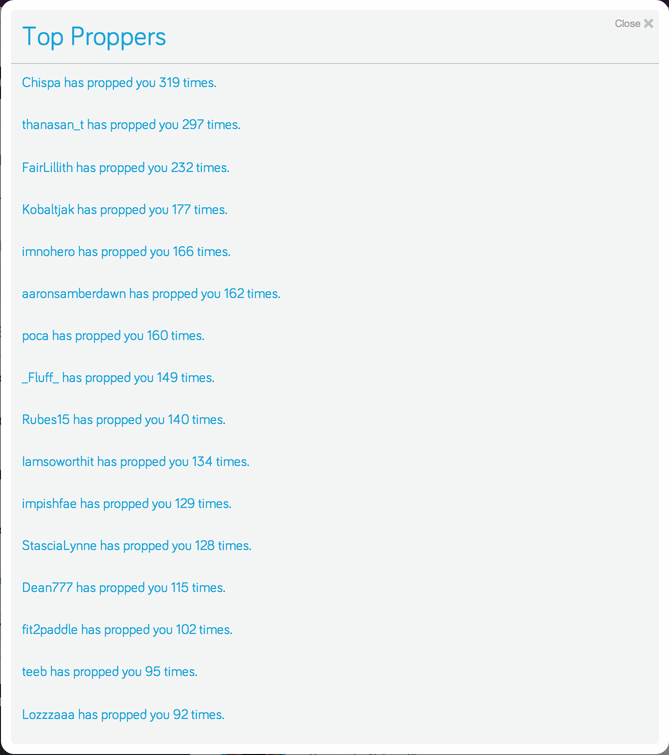 Close
Top Proppers
Chispa has propped you 319 times.
thanasan_t has propped you 297 times.
FairLillith has propped you 232 times.
Kobaltjak has propped you 177 times.
imnohero has propped you 166 times.
aaronsamberdawn has propped you 162 times.
poca has propped you 160 times.
_Fluff_ has propped you 149 times.
Rubes15 has propped you 140 times.
Iamsoworthit has propped you 134 times.
impishfae has propped you 129 times.
StasciaLynne has propped you 128 times.
Dean777 has propped you 115 times.
fit2paddle has propped you 102 times.
teeb has propped you 95 times.
Lozzzaaa has propped you 92 times.